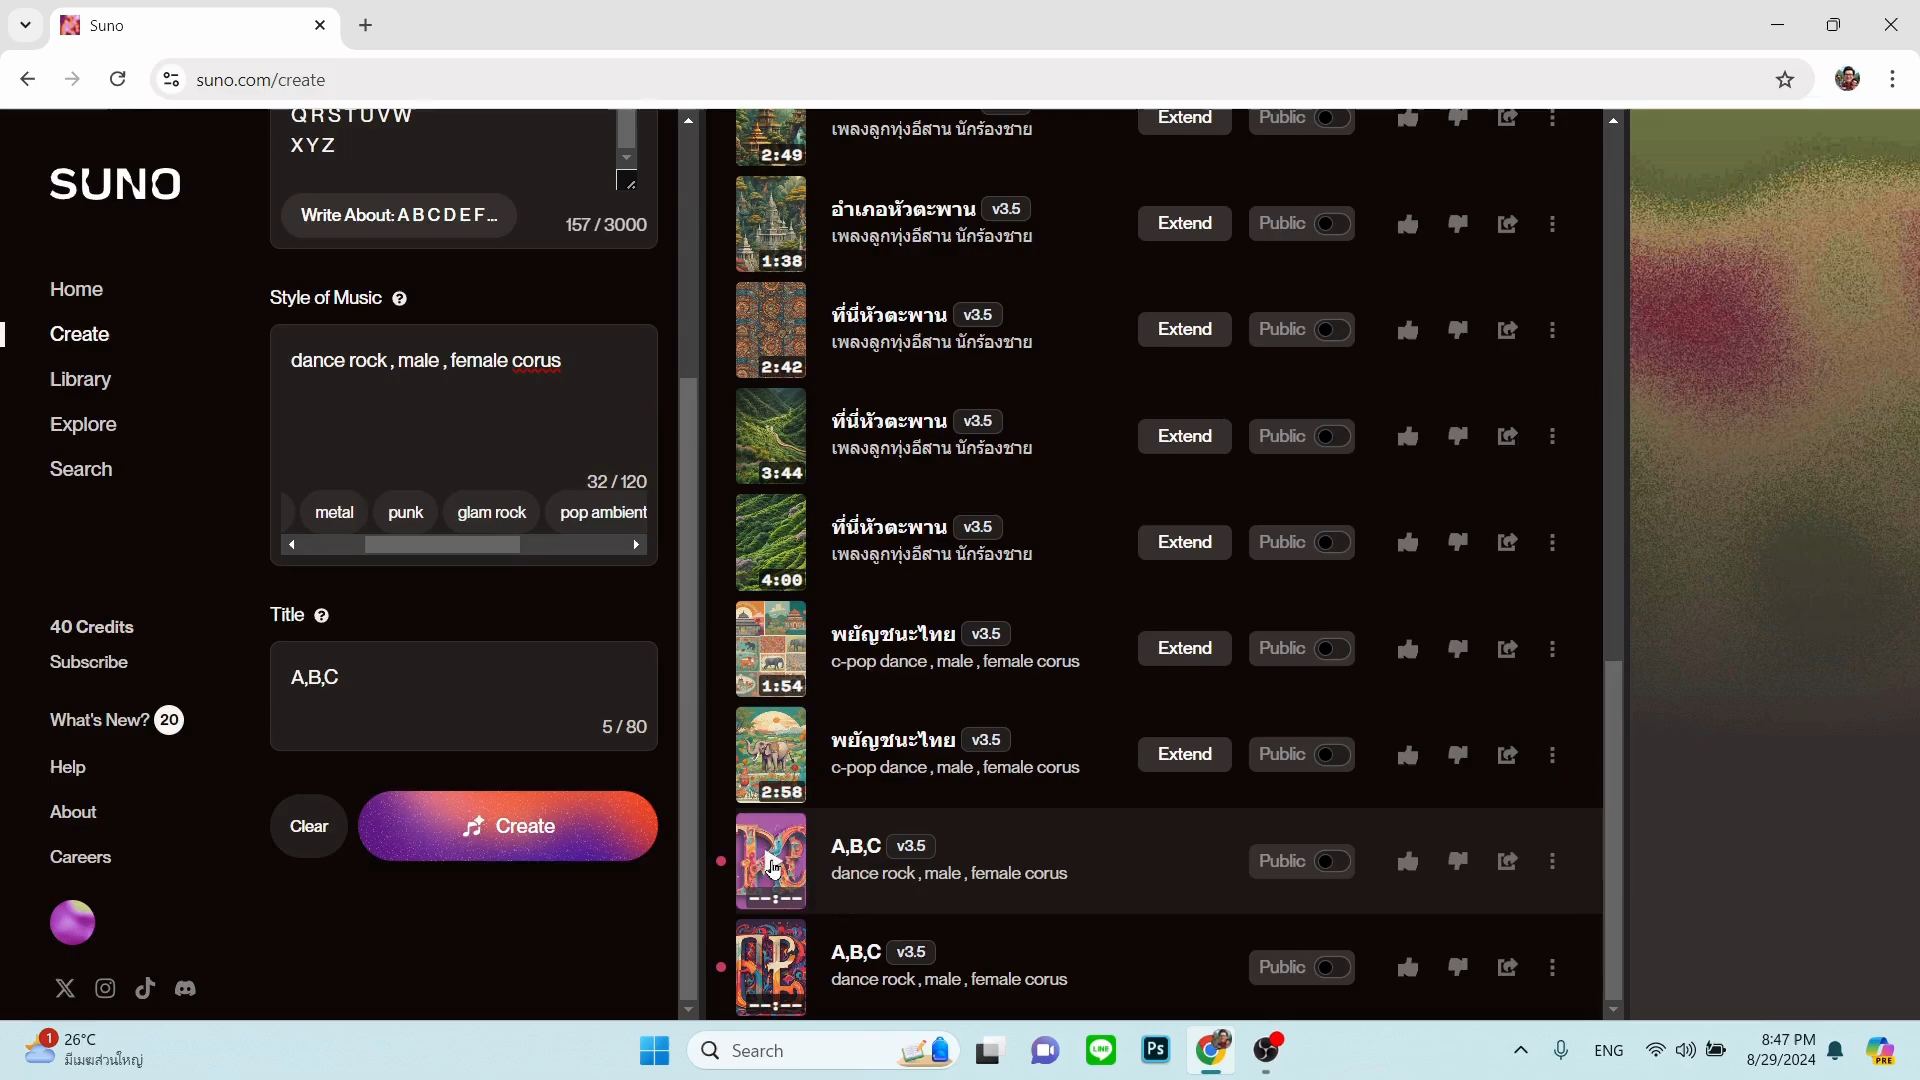 Suno
suno.com/create
SUNO
Home
Create
Library
Explore
Search
40 Credits
Subscribe
What's New? 20
Help
About
Careers
Q R S T U V W
X Y Z
Write About: A B C D E F...
157 / 3000
Style of Music
dance rock , male , female corus
32 / 120
metal punk glam rock pop ambient
Title
A,B,C
5 / 80
Clear
Create
2:49
เพลงลูกทุ่งอีสาน นักร้องชาย
Extend Public
1:38
อำเภอหัวตะพาน v3.5
เพลงลูกทุ่งอีสาน นักร้องชาย
Extend Public
2:42
ที่นี่หัวตะพาน v3.5
เพลงลูกทุ่งอีสาน นักร้องชาย
Extend Public
3:44
ที่นี่หัวตะพาน v3.5
เพลงลูกทุ่งอีสาน นักร้องชาย
Extend Public
4:00
ที่นี่หัวตะพาน v3.5
เพลงลูกทุ่งอีสาน นักร้องชาย
Extend Public
1:54
พยัญชนะไทย v3.5
c-pop dance , male , female corus
Extend Public
2:58
พยัญชนะไทย v3.5
c-pop dance , male , female corus
Extend Public
--:--
A,B,C v3.5
dance rock , male , female corus
Public
--:--
A,B,C v3.5
dance rock , male , female corus
Public
1
26°C
มีเมฆส่วนใหญ่
Search
LINE
Ps
ENG
8:47 PM
8/29/2024
PRE